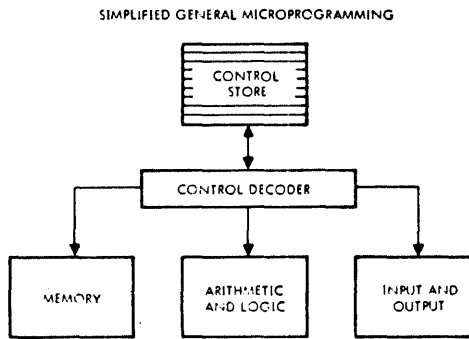 SIMPLIFIED GENERAL MICROPROGRAMMING
CONTROL
STORE
CONTROL DECODER
MEMORY
ARITHMETIC
AND LOGIC
INPUT AND
OUTPUT